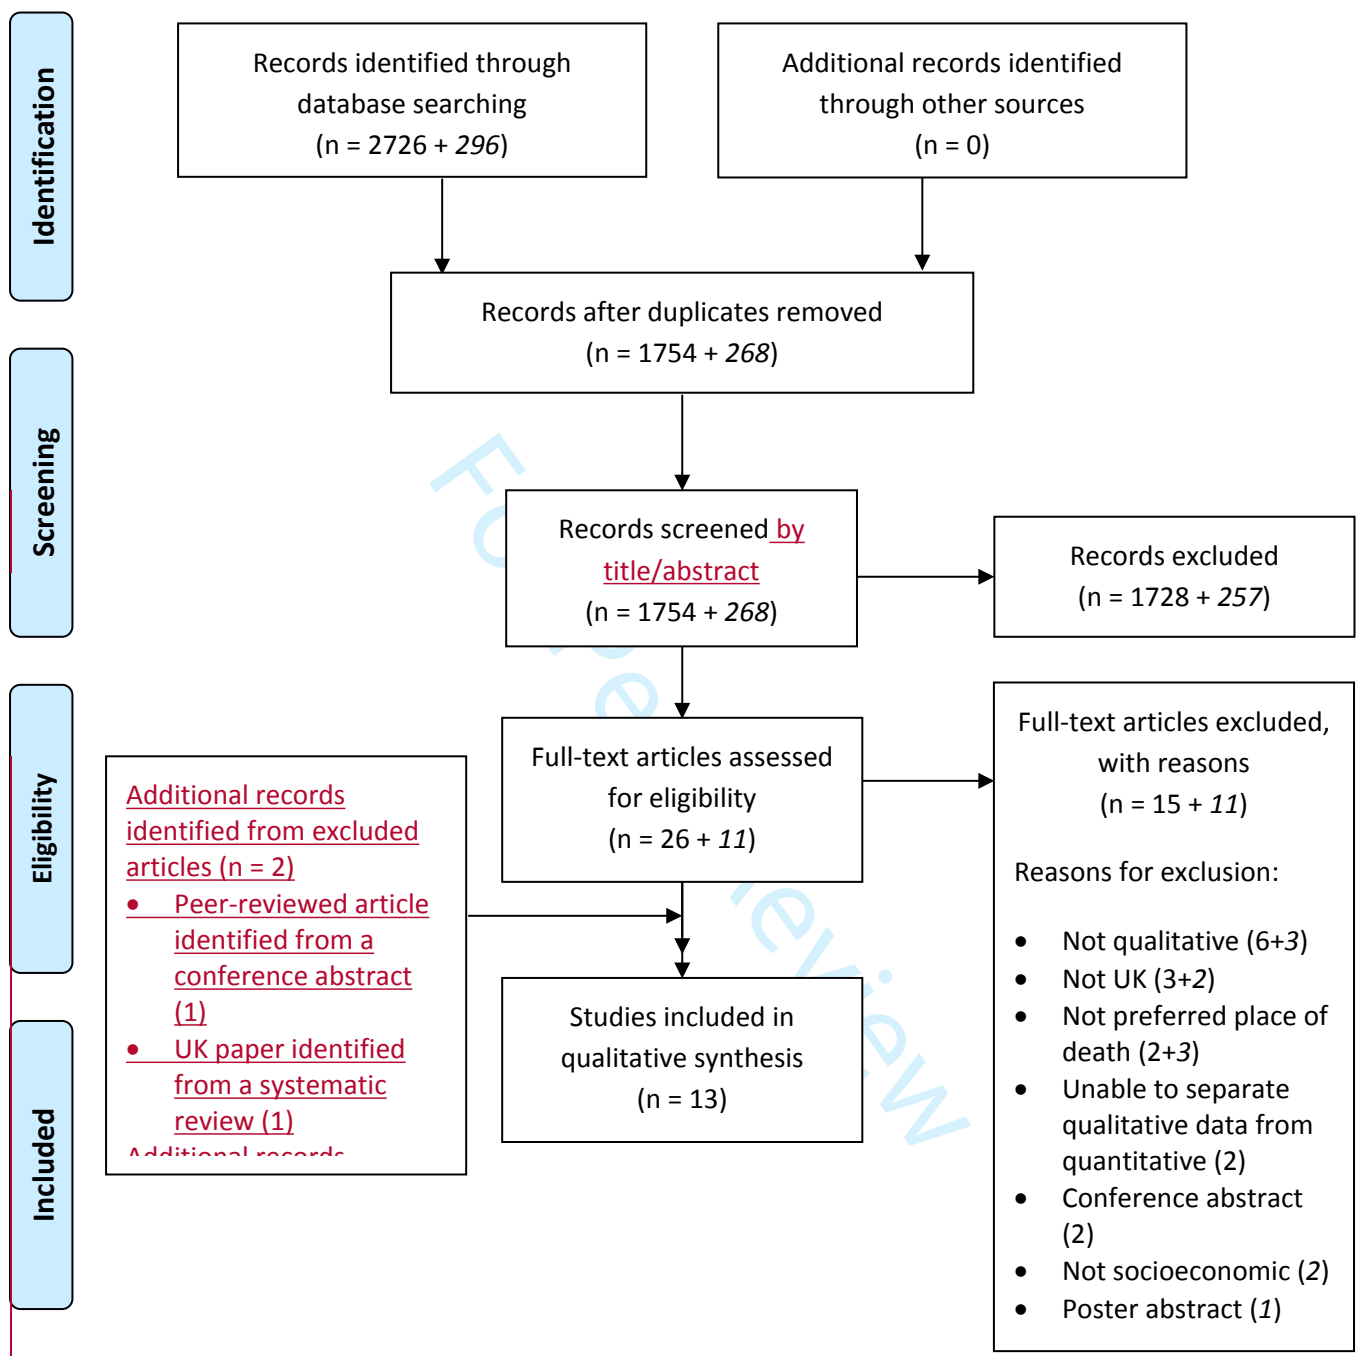 Identification
Records identified through
database searching
(n = 2726 + 296)
Additional records identified
through other sources
(n = 0)
Records after duplicates removed
(n = 1754 + 268)
Screening
Records screened by
title/abstract
(n = 1754 + 268)
Records excluded
(n = 1728 + 257)
Eligibility
Full-text articles assessed
for eligibility
(n = 26 + 11)
Full-text articles excluded,
with reasons
(n = 15 + 11)
Reasons for exclusion:
• Not qualitative (6+3)
• Not UK (3+2)
• Not preferred place of
death (2+3)
• Unable to separate
qualitative data from
quantitative (2)
• Conference abstract
(2)
• Not socioeconomic (2)
• Poster abstract (1)
Additional records
identified from excluded
articles (n = 2)
• Peer-reviewed article
identified from a
conference abstract
(1)
• UK paper identified
from a systematic
review (1)
Additional records
Included
Studies included in
qualitative synthesis
(n = 13)
For peer review